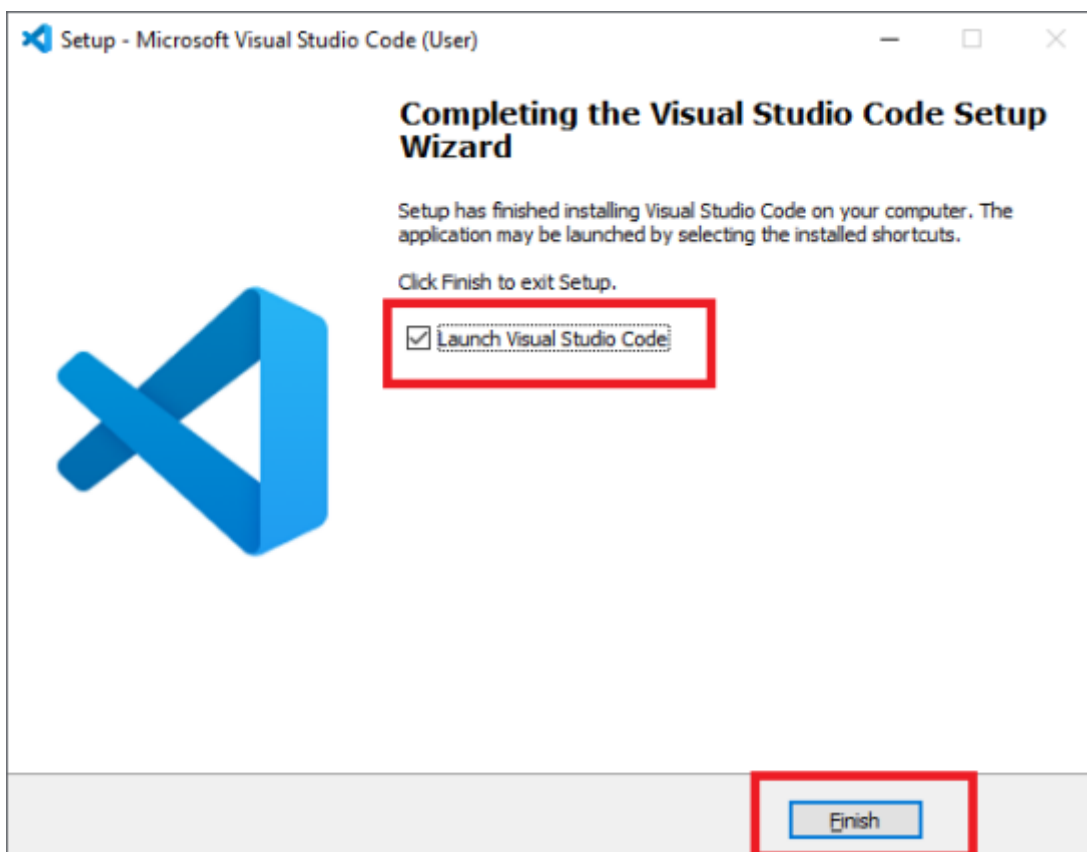 Setup - Microsoft Visual Studio Code (User)
Completing the Visual Studio Code Setup
Wizard
Setup has finished installing Visual Studio Code on your computer. The
application may be launched by selecting the installed shortcuts.
Click Finish to exit Setup.
Launch Visual Studio Code
Finish